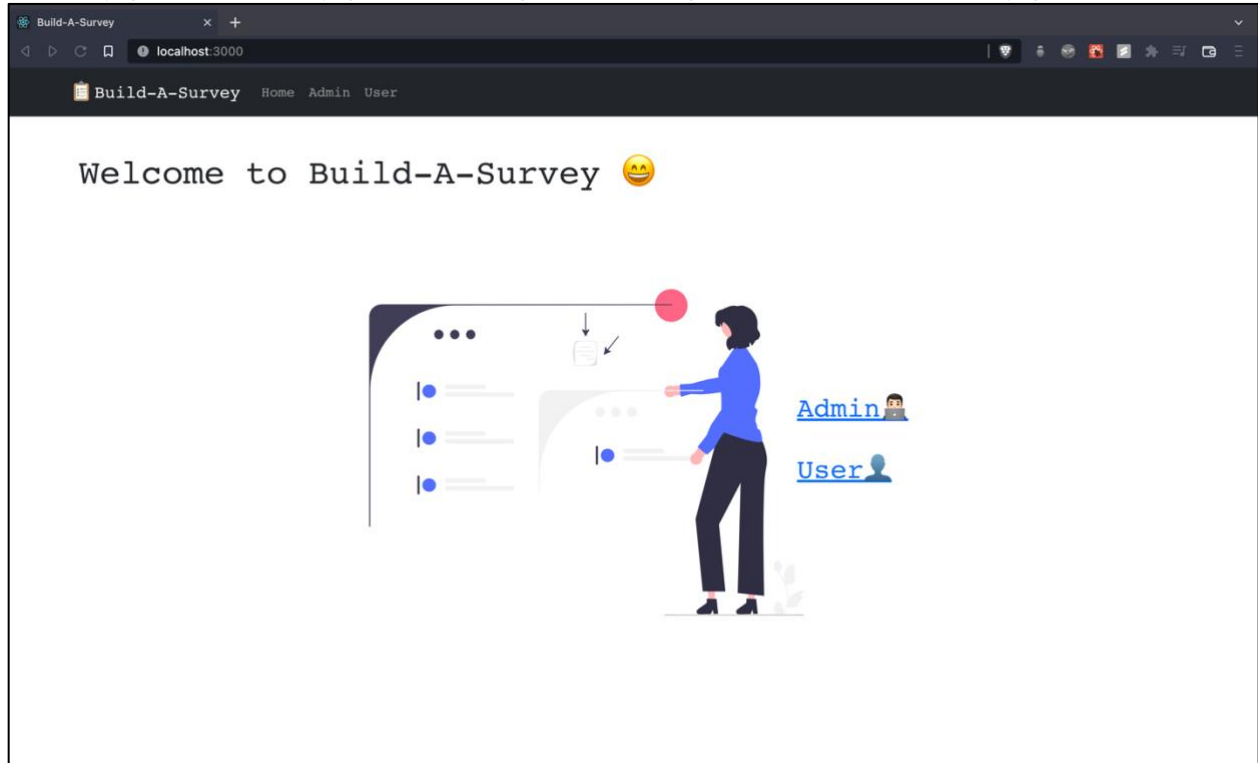 Build-A-Survey
localhost:3000
Build-A-Survey Home Admin User
Welcome to Build-A-Survey 😄
Admin👨🏻‍💻
User👤